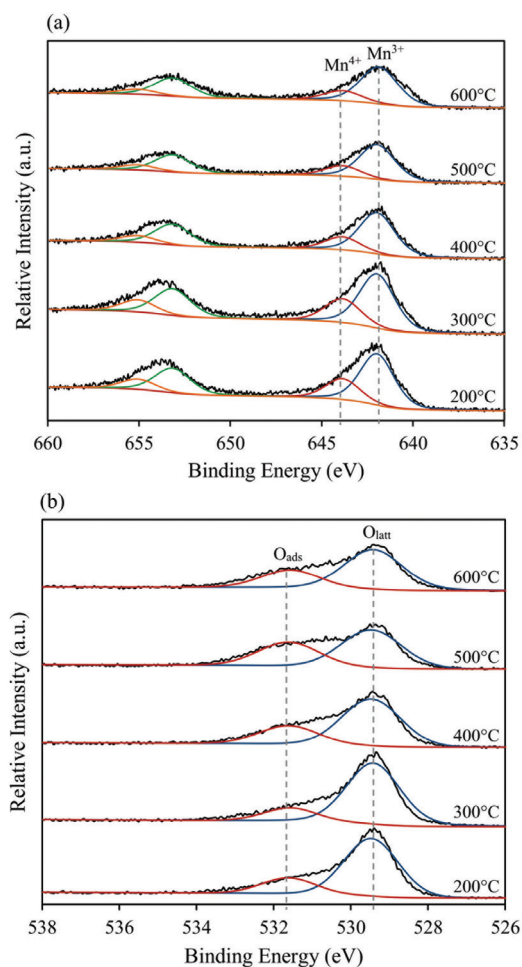 (a)
Mn⁴⁺ Mn³⁺
600°C
500°C
400°C
300°C
200°C
Relative Intensity (a.u.)
660 655 650 645 640 635
Binding Energy (eV)
(b)
O_ads O_latt
600°C
500°C
400°C
300°C
200°C
Relative Intensity (a.u.)
538 536 534 532 530 528 526
Binding Energy (eV)